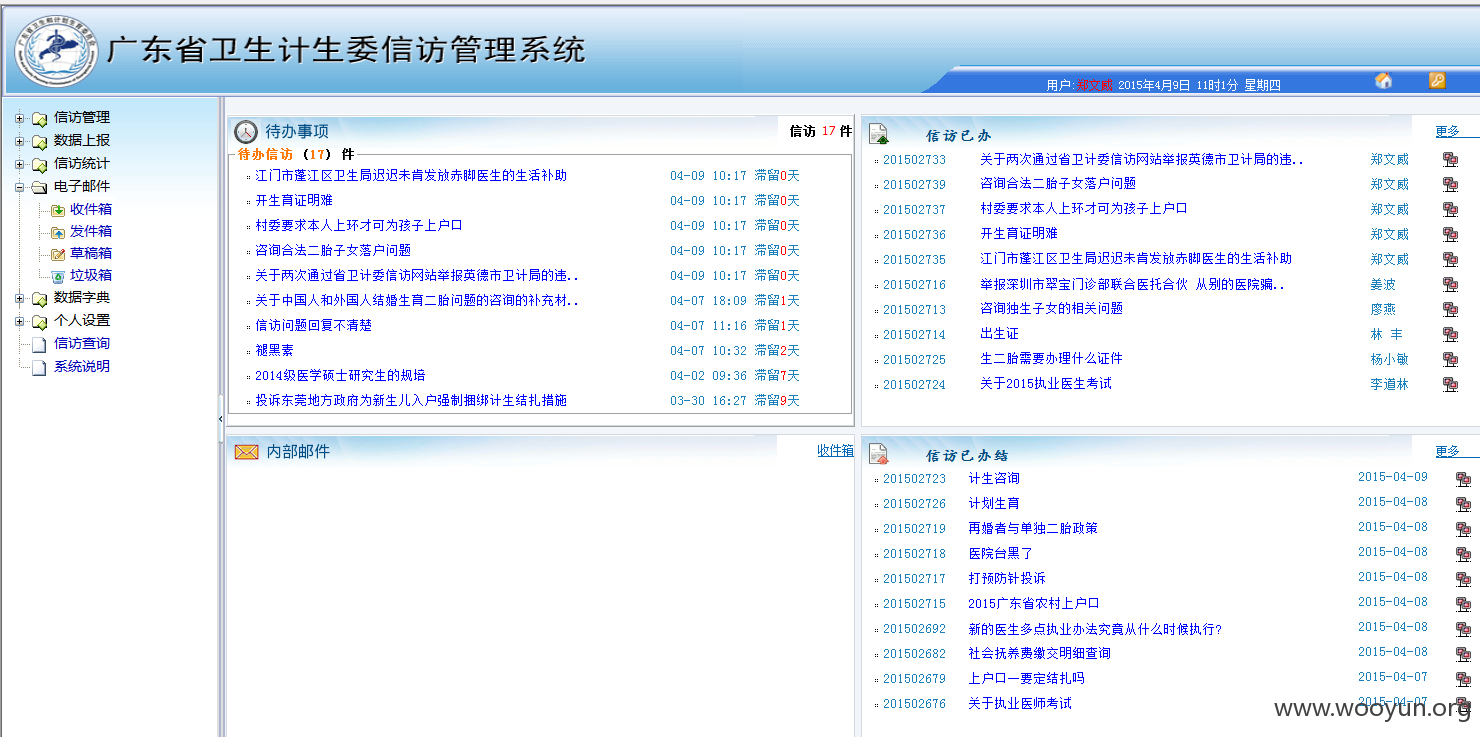 广东省卫生计生委信访管理系统
用户:郑文威 2015年4月9日 11时1分 星期四
信访管理
数据上报
信访统计
电子邮件
收件箱
发件箱
草稿箱
垃圾箱
数据字典
个人设置
信访查询
系统说明
待办事项 信访 17 件
待办信访 (17) 件
江门市蓬江区卫生局迟迟未肯发放赤脚医生的生活补助 04-09 10:17 滞留0天
开生育证明难 04-09 10:17 滞留0天
村委要求本人上环才可为孩子上户口 04-09 10:17 滞留0天
咨询合法二胎子女落户问题 04-09 10:17 滞留0天
关于两次通过省卫计委信访网站举报英德市卫计局的违.. 04-09 10:17 滞留0天
关于中国人和外国人结婚生育二胎问题的咨询的补充材.. 04-07 18:09 滞留1天
信访问题回复不清楚 04-07 11:16 滞留1天
褪黑素 04-07 10:32 滞留2天
2014级医学硕士研究生的规培 04-02 09:36 滞留7天
投诉东莞地方政府为新生儿入户强制捆绑计生结扎措施 03-30 16:27 滞留9天
信访已办 更多
201502733 关于两次通过省卫计委信访网站举报英德市卫计局的违.. 郑文威
201502739 咨询合法二胎子女落户问题 郑文威
201502737 村委要求本人上环才可为孩子上户口 郑文威
201502736 开生育证明难 郑文威
201502735 江门市蓬江区卫生局迟迟未肯发放赤脚医生的生活补助 郑文威
201502716 举报深圳市翠宝门诊部联合医托合伙 从别的医院骗.. 姜波
201502713 咨询独生子女的相关问题 廖燕
201502714 出生证 林 丰
201502725 生二胎需要办理什么证件 杨小敏
201502724 关于2015执业医生考试 李道林
内部邮件 收件箱
信访已办结 更多
201502723 计生咨询 2015-04-09
201502726 计划生育 2015-04-08
201502719 再婚者与单独二胎政策 2015-04-08
201502718 医院台黑了 2015-04-08
201502717 打预防针投诉 2015-04-08
201502715 2015广东省农村上户口 2015-04-08
201502692 新的医生多点执业办法究竟从什么时候执行? 2015-04-08
201502682 社会抚养费缴交明细查询 2015-04-08
201502679 上户口一要定结扎吗 2015-04-07
201502676 关于执业医师考试 2015-04-07
www.wooyun.org